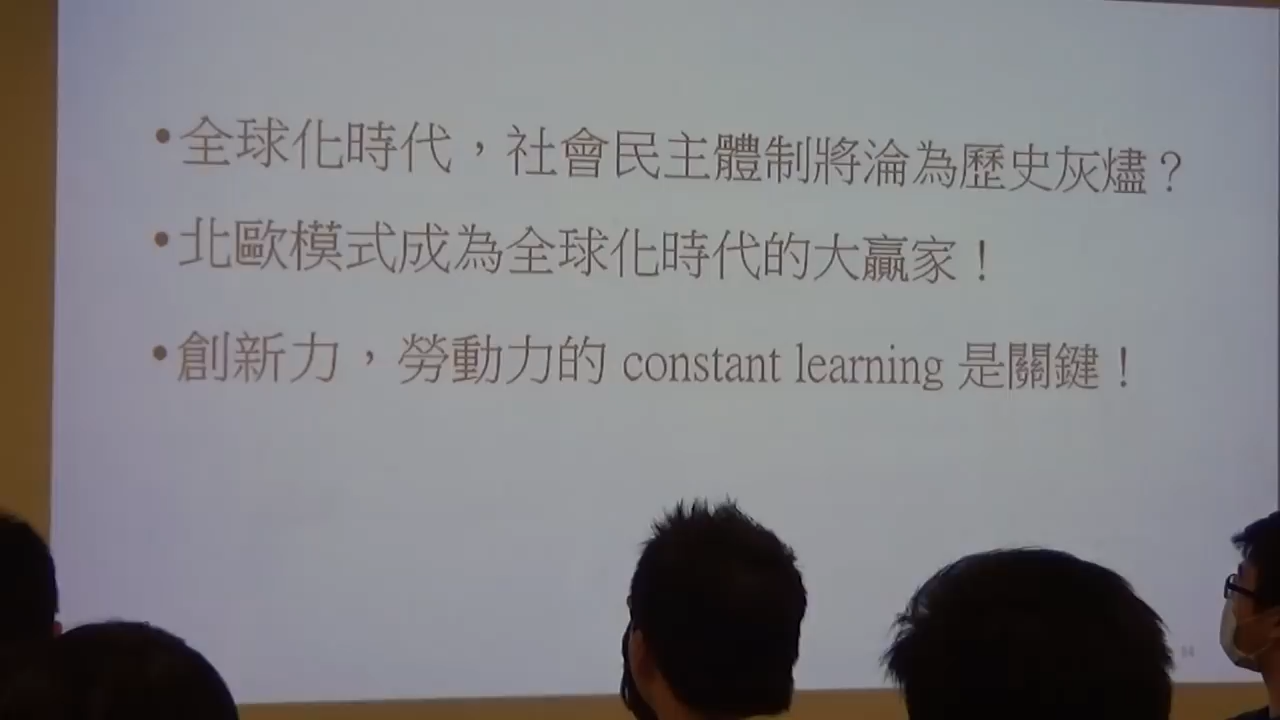 •全球化時代，社會民主體制將淪為歷史灰燼？
•北歐模式成為全球化時代的大贏家！
•創新力，勞動力的 constant learning 是關鍵！